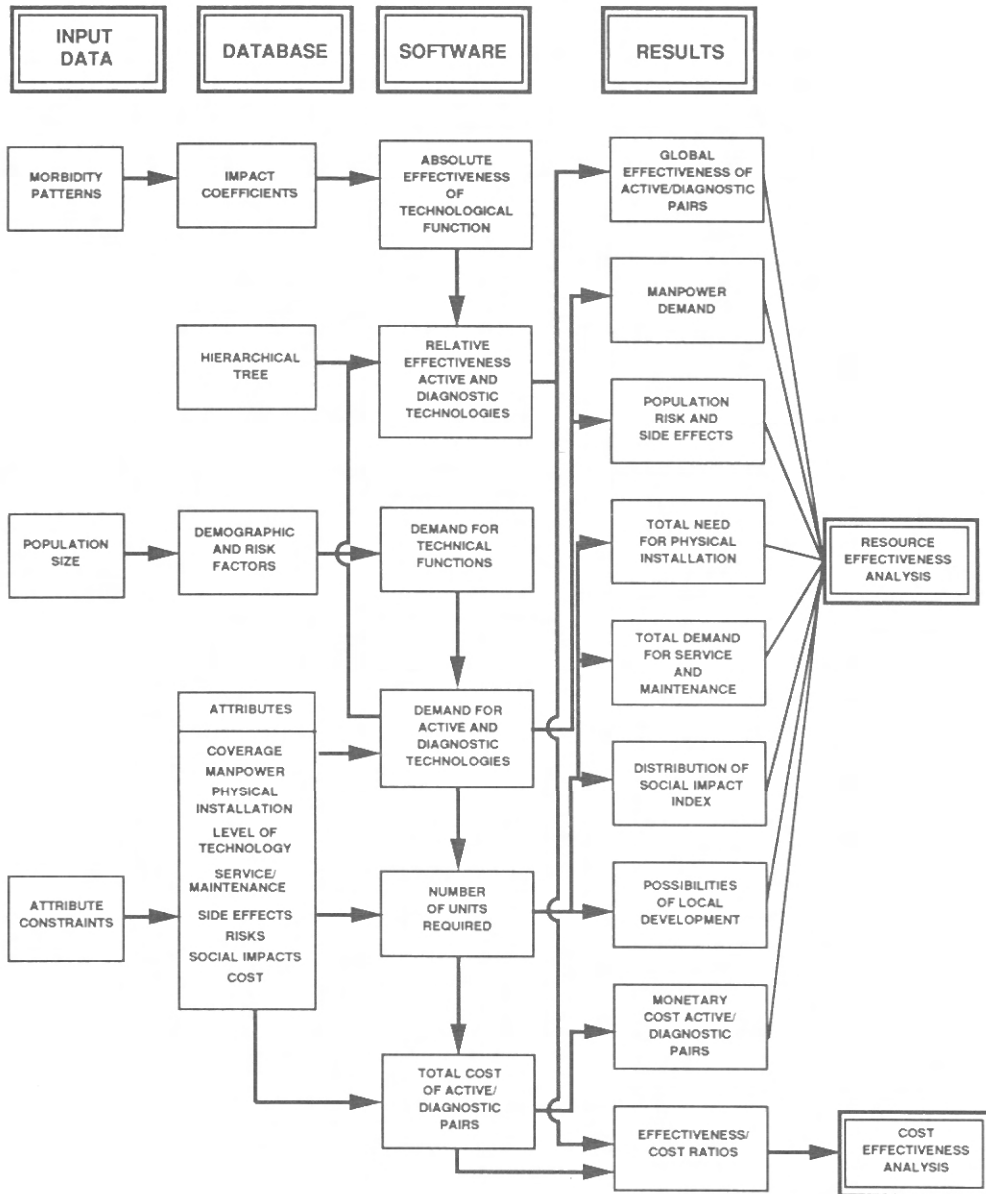 INPUT
DATA
DATABASE
SOFTWARE
RESULTS
MORBIDITY
PATTERNS
IMPACT
COEFFICIENTS
ABSOLUTE
EFFECTIVENESS
OF
TECHNOLOGICAL
FUNCTION
GLOBAL
EFFECTIVENESS OF
ACTIVE/DIAGNOSTIC
PAIRS
MANPOWER
DEMAND
HIERARCHICAL
TREE
RELATIVE
EFFECTIVENESS
ACTIVE AND
DIAGNOSTIC
TECHNOLOGIES
POPULATION
RISK AND
SIDE EFFECTS
POPULATION
SIZE
DEMOGRAPHIC
AND RISK
FACTORS
DEMAND FOR
TECHNICAL
FUNCTIONS
TOTAL NEED
FOR PHYSICAL
INSTALLATION
RESOURCE
EFFECTIVENESS
ANALYSIS
TOTAL DEMAND
FOR SERVICE
AND
MAINTENANCE
ATTRIBUTES
COVERAGE
MANPOWER
PHYSICAL
INSTALLATION
LEVEL OF
TECHNOLOGY
SERVICE/
MAINTENANCE
SIDE EFFECTS
RISKS
SOCIAL IMPACTS
COST
DEMAND FOR
ACTIVE AND
DIAGNOSTIC
TECHNOLOGIES
DISTRIBUTION OF
SOCIAL IMPACT
INDEX
ATTRIBUTE
CONSTRAINTS
NUMBER
OF UNITS
REQUIRED
POSSIBILITIES
OF LOCAL
DEVELOPMENT
MONETARY
COST ACTIVE/
DIAGNOSTIC
PAIRS
TOTAL COST
OF ACTIVE/
DIAGNOSTIC
PAIRS
EFFECTIVENESS/
COST RATIOS
COST
EFFECTIVENESS
ANALYSIS